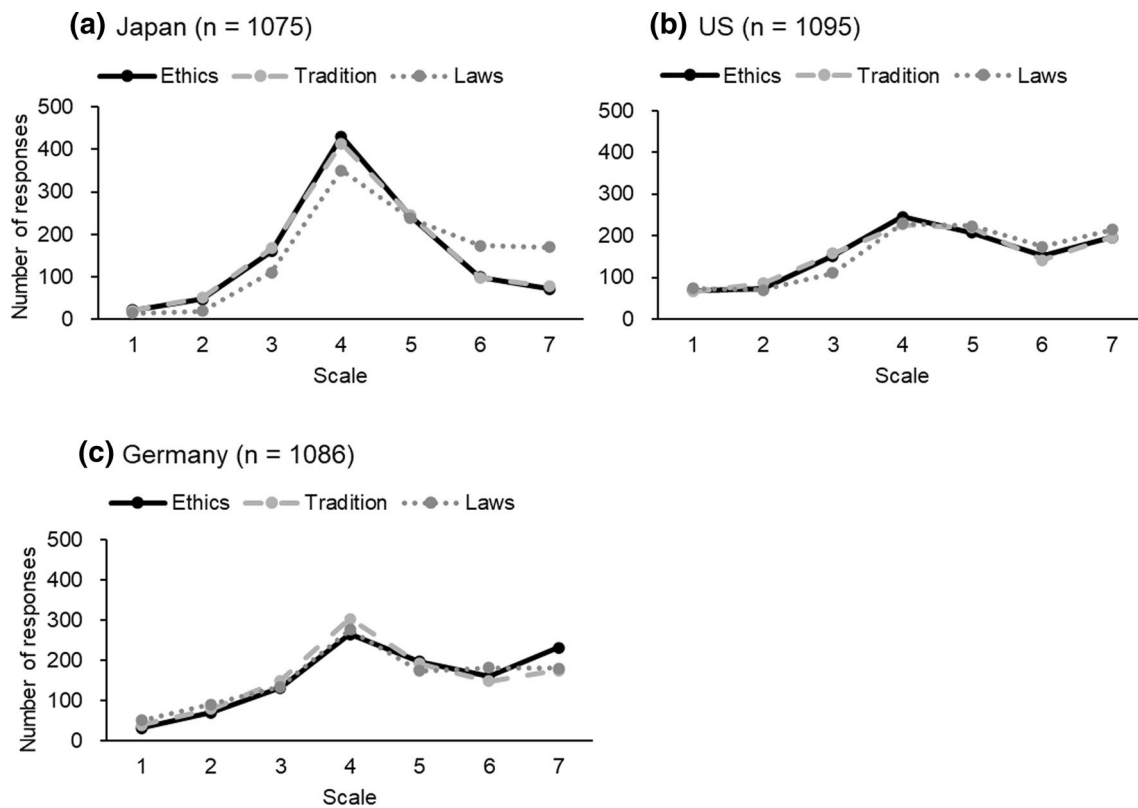 (a) Japan (n = 1075)
Ethics Tradition Laws
Number of responses
500
400
300
200
100
0
1 2 3 4 5 6 7
Scale
(b) US (n = 1095)
Ethics Tradition Laws
500
400
300
200
100
0
1 2 3 4 5 6 7
Scale
(c) Germany (n = 1086)
Ethics Tradition Laws
Number of responses
500
400
300
200
100
0
1 2 3 4 5 6 7
Scale